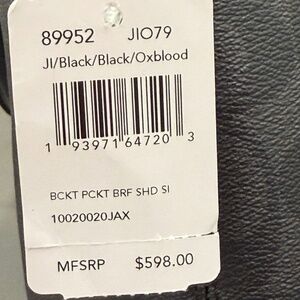 89952 JIO79
JI/Black/Black/Oxblood
1 93971 64720 3
BCKT PCKT BRF SHD SI
10020020JAX
MFSRP $598.00